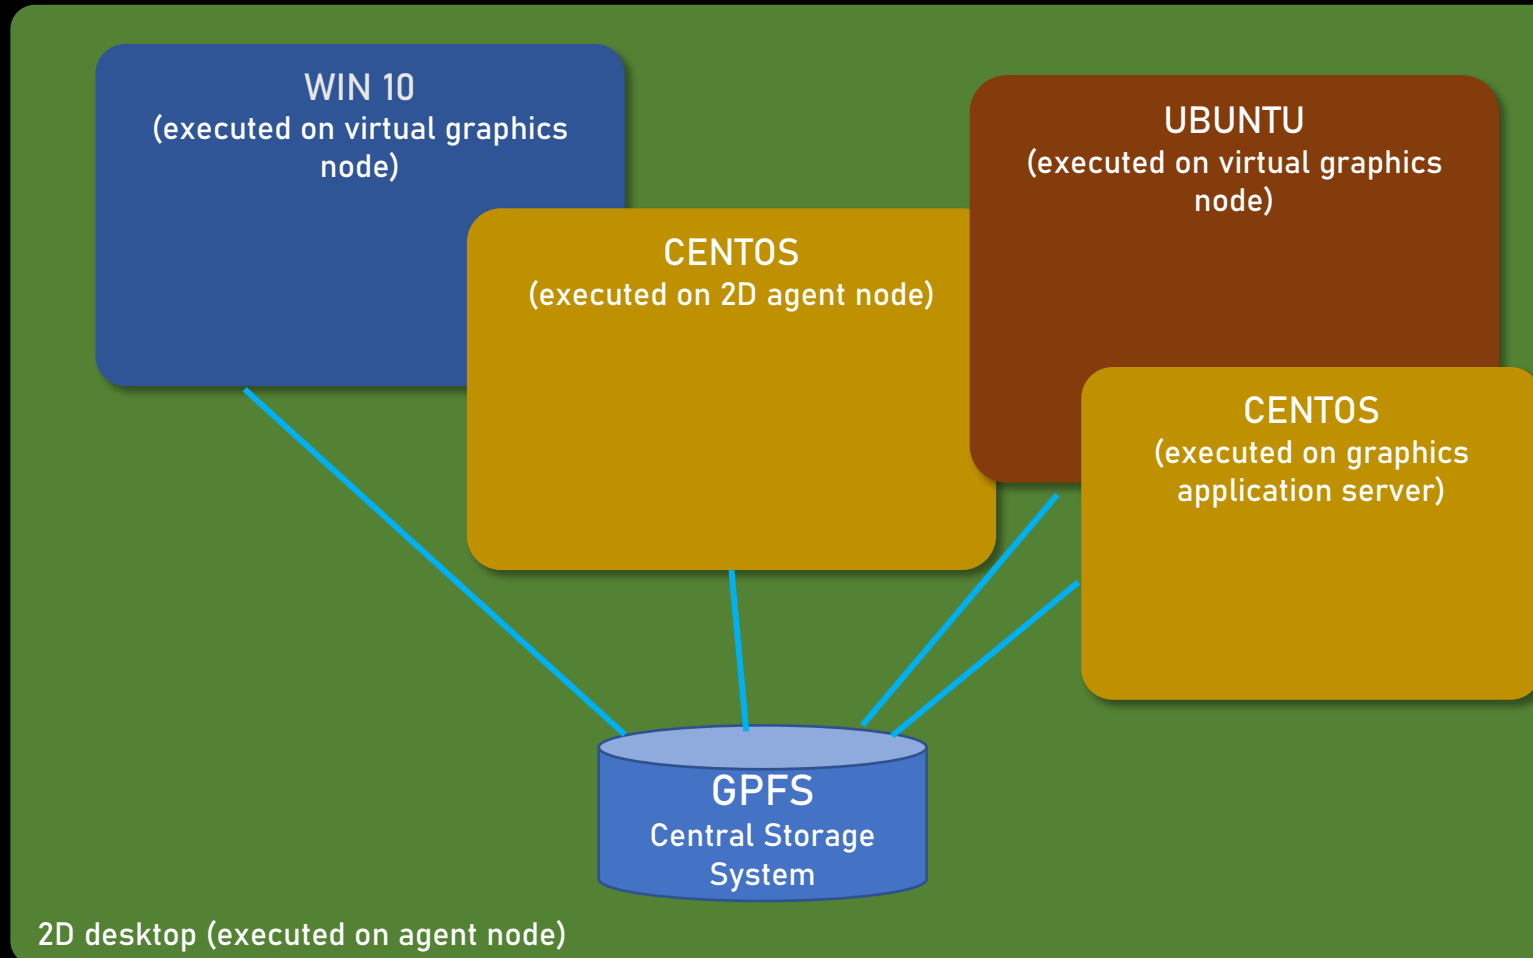 WIN 10
(executed on virtual graphics
node)
UBUNTU
(executed on virtual graphics
node)
CENTOS
(executed on 2D agent node)
CENTOS
(executed on graphics
application server)
GPFS
Central Storage
System
2D desktop (executed on agent node)